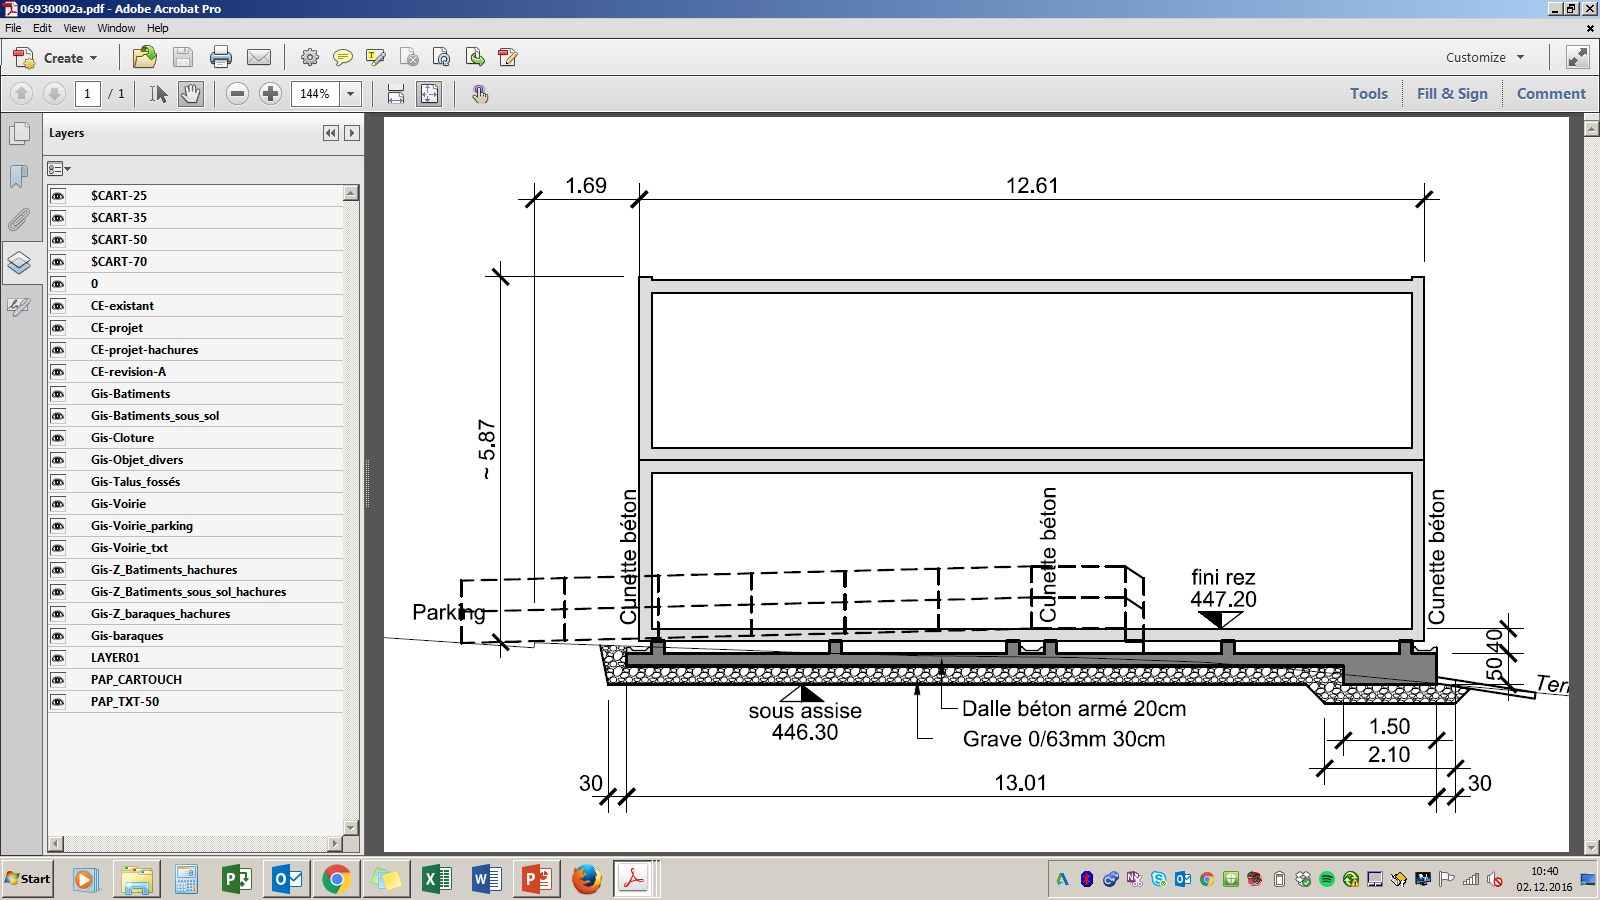 06930002a.pdf - Adobe Acrobat Pro
File Edit View Window Help
Create
Customize
1 / 1
144%
Tools Fill & Sign Comment
Layers
$CART-25
$CART-35
$CART-50
$CART-70
0
CE-existant
CE-projet
CE-projet-hachures
CE-revision-A
Gis-Batiments
Gis-Batiments_sous_sol
Gis-Cloture
Gis-Objet_divers
Gis-Talus_fossés
Gis-Voirie
Gis-Voirie_parking
Gis-Voirie_txt
Gis-Z_Batiments_hachures
Gis-Z_Batiments_sous_sol_hachures
Gis-Z_baraques_hachures
Gis-baraques
LAYER01
PAP_CARTOUCH
PAP_TXT-50
1.69
12.61
~ 5.87
Cunette béton
Cunette béton
Cunette béton
Parking
fini rez
447.20
40
50
Terr
sous assise
446.30
Dalle béton armé 20cm
Grave 0/63mm 30cm
1.50
2.10
30
13.01
30
Start
10:40
02.12.2016